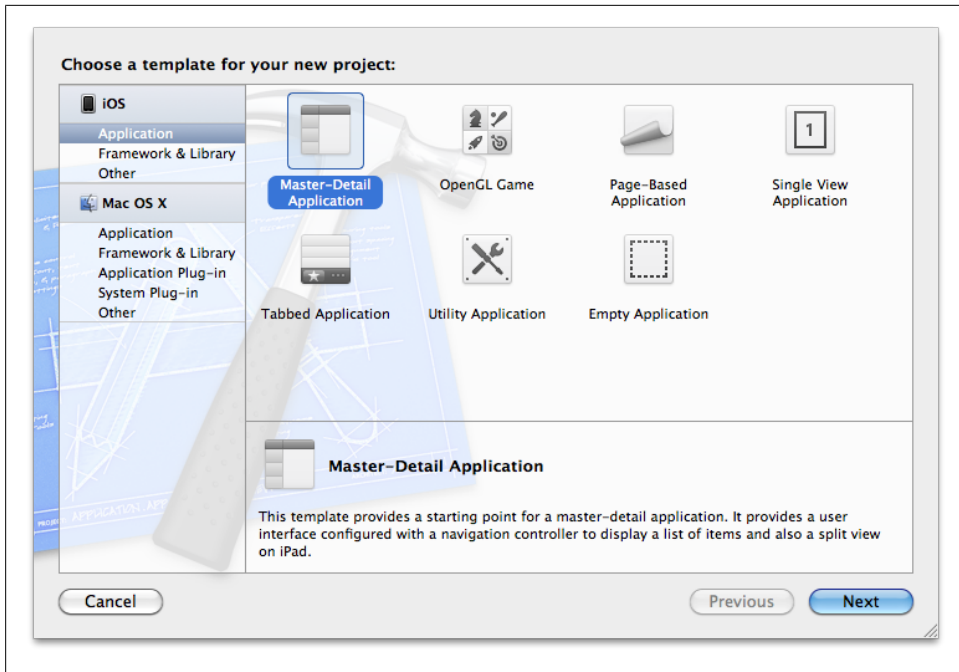 Choose a template for your new project:
iOS
Application
Framework & Library
Other
Mac OS X
Application
Framework & Library
Application Plug-in
System Plug-in
Other
Master-Detail
Application
OpenGL Game
Page-Based
Application
1
Single View
Application
Tabbed Application
Utility Application
Empty Application
Master-Detail Application
This template provides a starting point for a master-detail application. It provides a user
interface configured with a navigation controller to display a list of items and also a split view
on iPad.
Cancel
Previous
Next